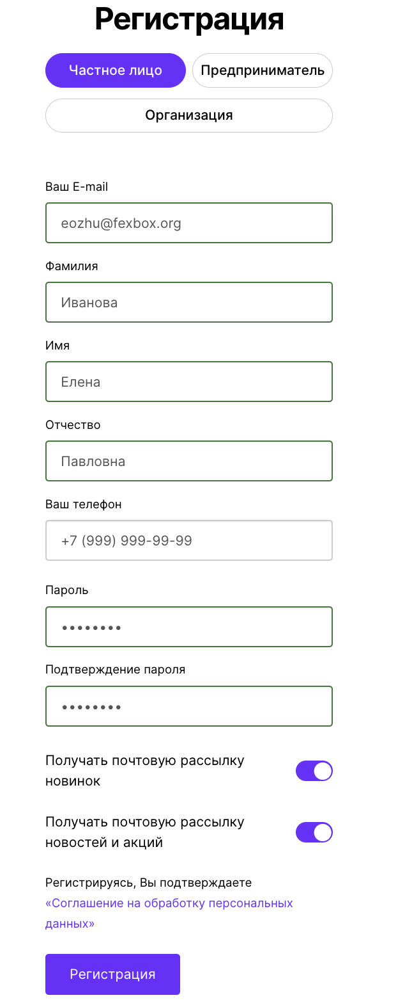 Регистрация
Частное лицо
Предприниматель
Организация
Ваш E-mail
eozhu@fexbox.org
Фамилия
Иванова
Имя
Елена
Отчество
Павловна
Ваш телефон
+7 (999) 999-99-99
Пароль
••••••••
Подтверждение пароля
••••••••
Получать почтовую рассылку
новинок
Получать почтовую рассылку
новостей и акций
Регистрируясь, Вы подтверждаете
«Соглашение на обработку персональных
данных»
Регистрация